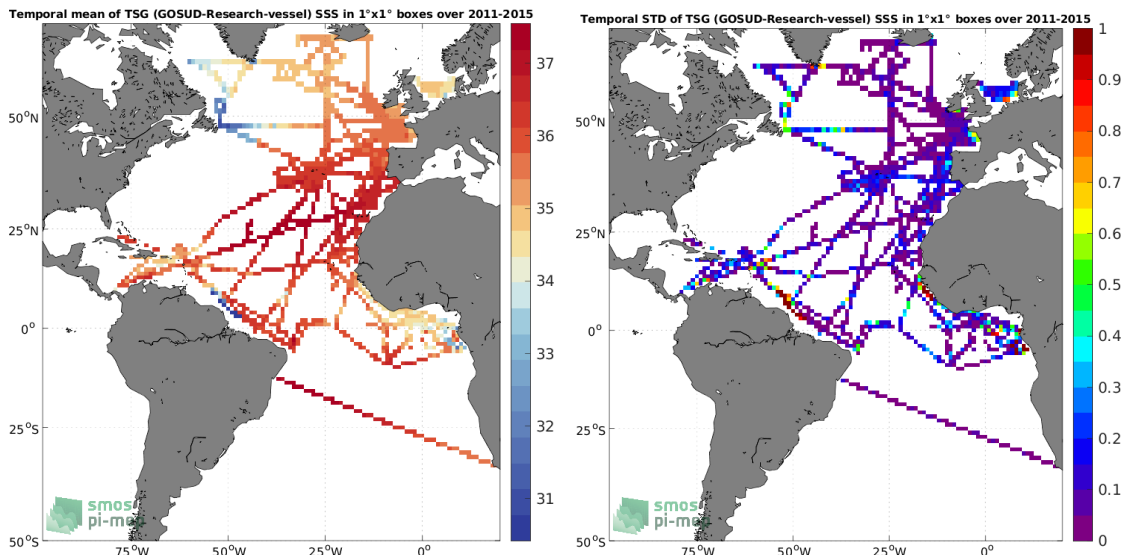 Temporal mean of TSG (GOSUD-Research-vessel) SSS in 1°x1° boxes over 2011-2015
50°N
25°N
0°
25°S
50°S
75°W
50°W
25°W
0°
37
36
35
34
33
32
31
smos
pi-mep
Temporal STD of TSG (GOSUD-Research-vessel) SSS in 1°x1° boxes over 2011-2015
50°N
25°N
0°
25°S
50°S
75°W
50°W
25°W
0°
1
0.9
0.8
0.7
0.6
0.5
0.4
0.3
0.2
0.1
0
smos
pi-mep